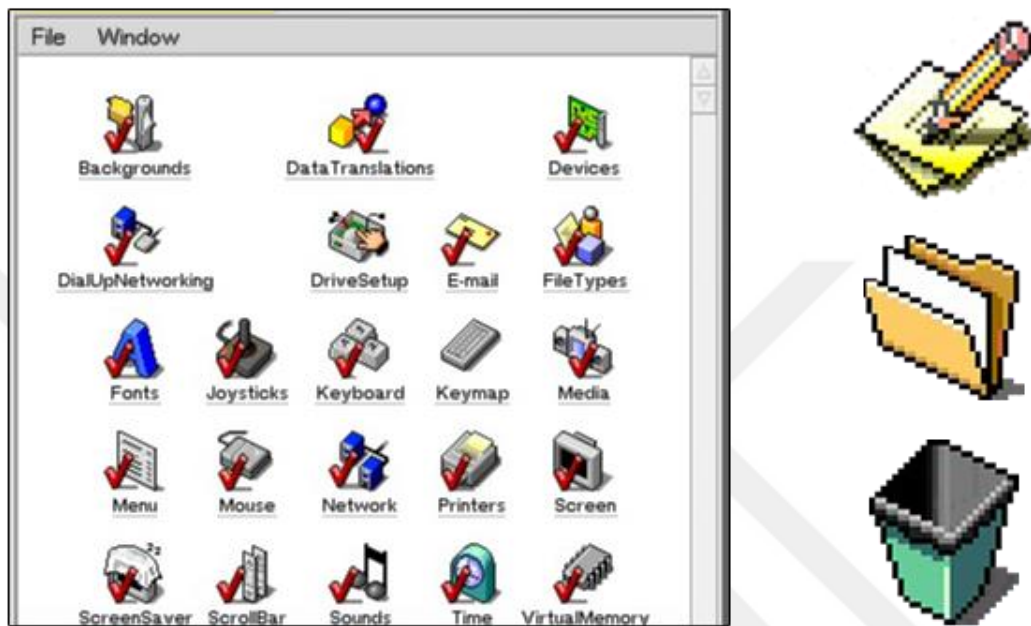 File Window
Backgrounds DataTranslations Devices
DialUpNetworking DriveSetup E-mail FileTypes
Fonts Joysticks Keyboard Keymap Media
Menu Mouse Network Printers Screen
ScreenSaver ScrollBar Sounds Time VirtualMemory